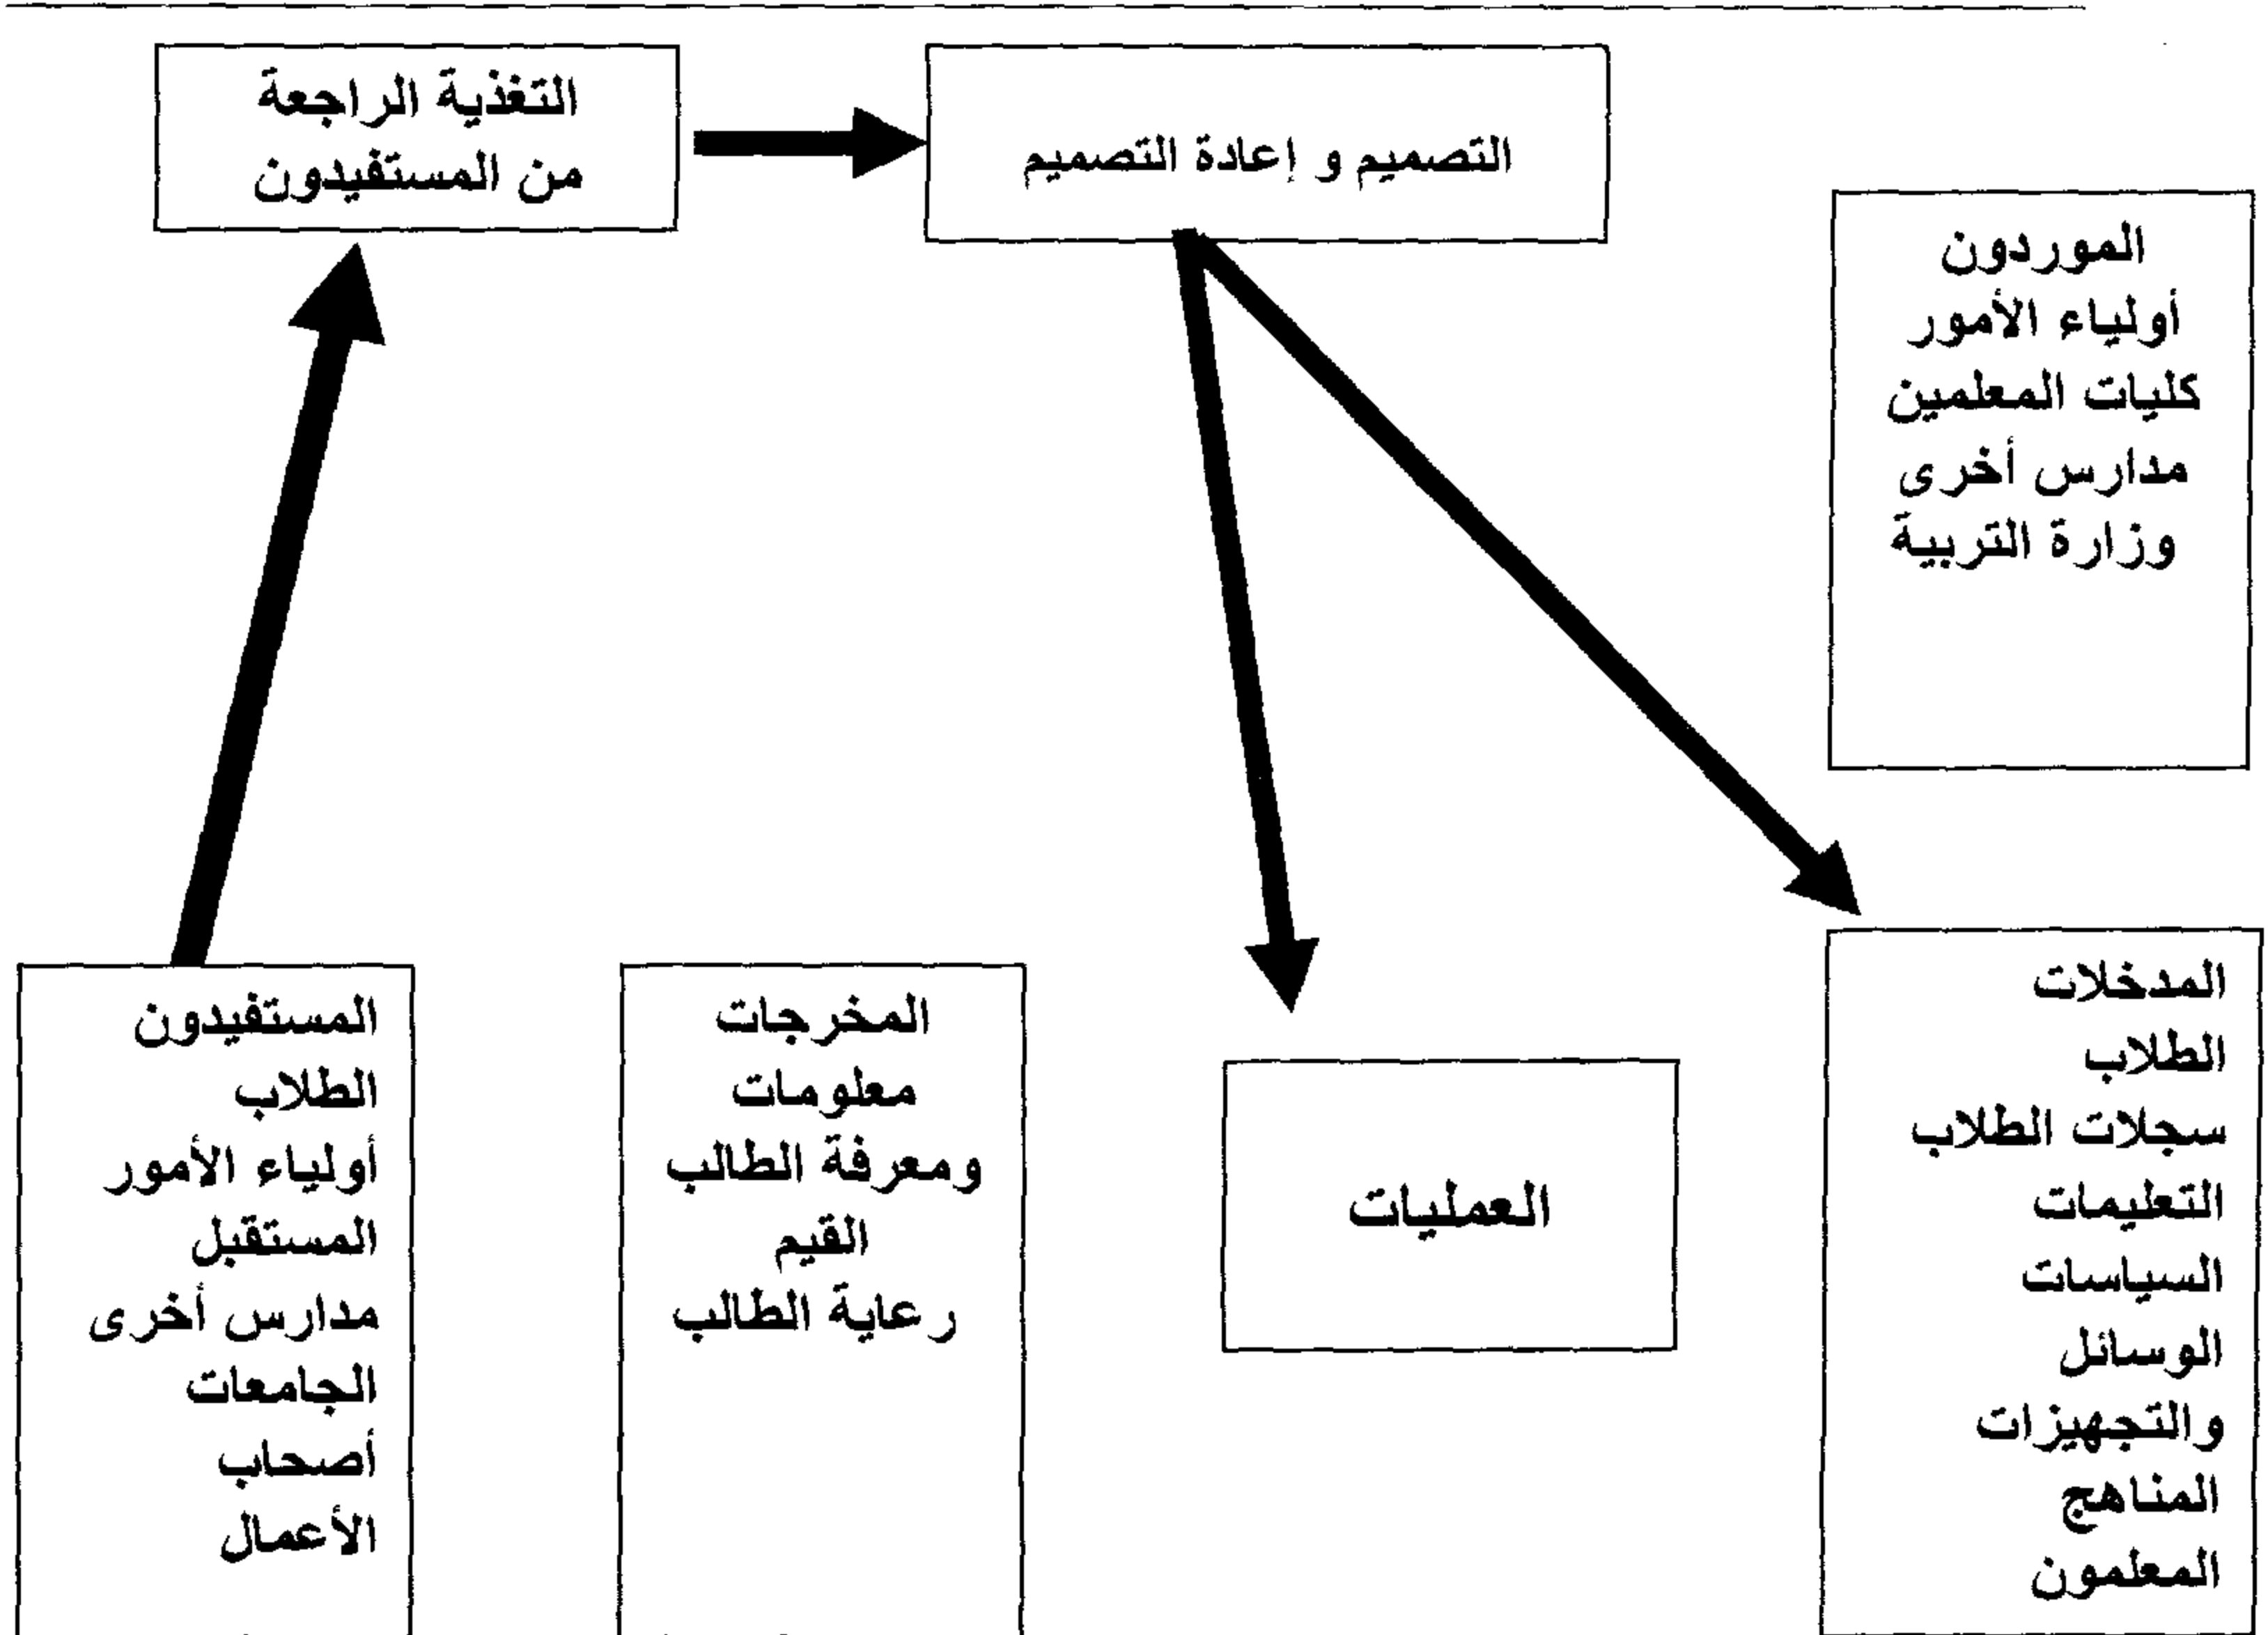 التغذية الراجعة
من المستفيدون
التصميم و إعادة التصميم
الموردون
أولياء الأمور
كليات المعلمين
مدارس أخرى
وزارة التربية
المدخلات
الطلاب
سجلات الطلاب
التعليمات
السياسات
الوسائل
والتجهيزات
المناهج
المعلمون
العمليات
المخرجات
معلومات
ومعرفة الطالب
القيم
رعاية الطالب
المستفيدون
الطلاب
أولياء الأمور
المستقبل
مدارس أخرى
الجامعات
أصحاب
الأعمال